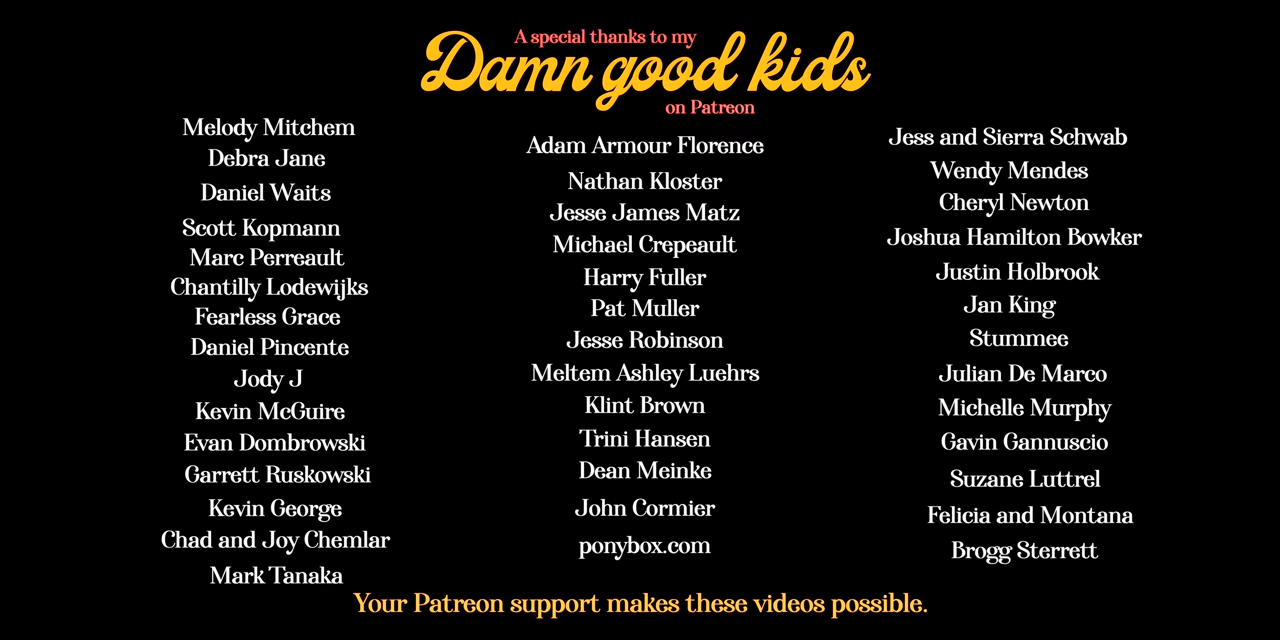 A special thanks to my
Damn good kids
on Patreon
Melody Mitchem
Debra Jane
Daniel Waits
Scott Kopmann
Marc Perreault
Chantilly Lodewijks
Fearless Grace
Daniel Pincente
Jody J
Kevin McGuire
Evan Dombrowski
Garrett Ruskowski
Kevin George
Chad and Joy Chemlar
Mark Tanaka
Adam Armour Florence
Nathan Kloster
Jesse James Matz
Michael Crepeault
Harry Fuller
Pat Muller
Jesse Robinson
Meltem Ashley Luehrs
Klint Brown
Trini Hansen
Dean Meinke
John Cormier
ponybox.com
Jess and Sierra Schwab
Wendy Mendes
Cheryl Newton
Joshua Hamilton Bowker
Justin Holbrook
Jan King
Stummee
Julian De Marco
Michelle Murphy
Gavin Gannuscio
Suzane Luttrel
Felicia and Montana
Brogg Sterrett
Your Patreon support makes these videos possible.